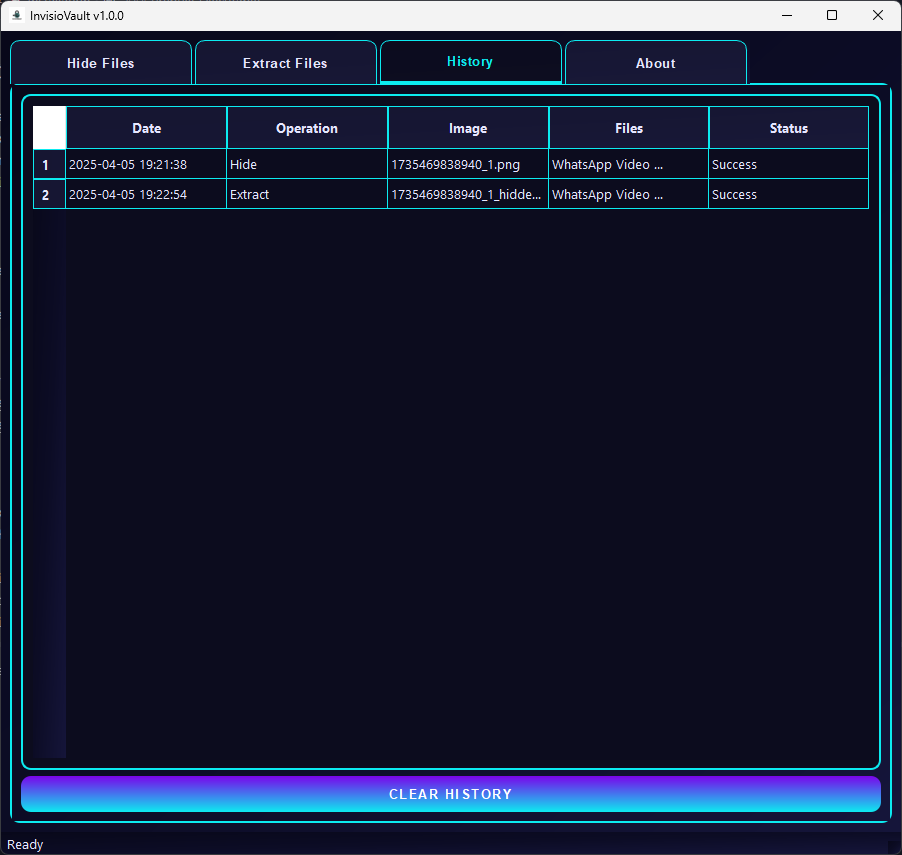 InvisioVault v1.0.0
Hide Files Extract Files History About
Date Operation Image Files Status
1 2025-04-05 19:21:38 Hide 1735469838940_1.png WhatsApp Video ... Success
2 2025-04-05 19:22:54 Extract 1735469838940_1_hidde... WhatsApp Video ... Success
CLEAR HISTORY
Ready